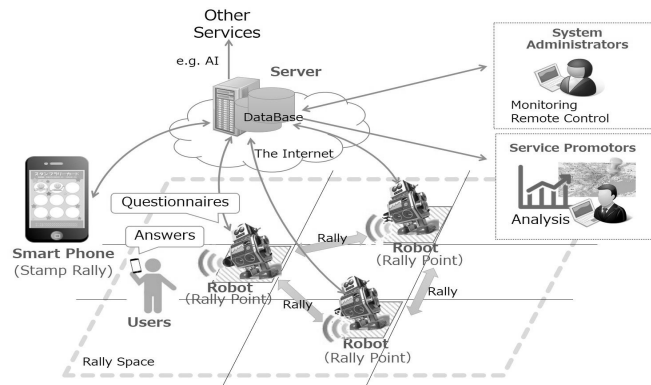 Other
Services
e.g. AI
Server
DataBase
The Internet
System
Administrators
Monitoring
Remote Control
Service Promotors
Analysis
Questionnaires
Answers
Smart Phone
(Stamp Rally)
Users
Robot
(Rally Point)
Rally
Robot
(Rally Point)
Rally
Rally
Robot
(Rally Point)
Rally Space